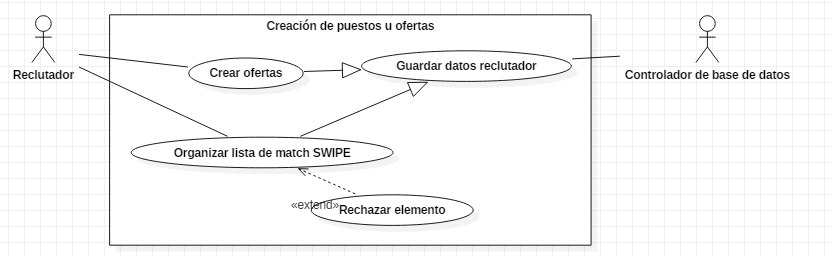 Creación de puestos u ofertas
Reclutador
Crear ofertas
Guardar datos reclutador
Controlador de base de datos
Organizar lista de match SWIPE
«extend»
Rechazar elemento